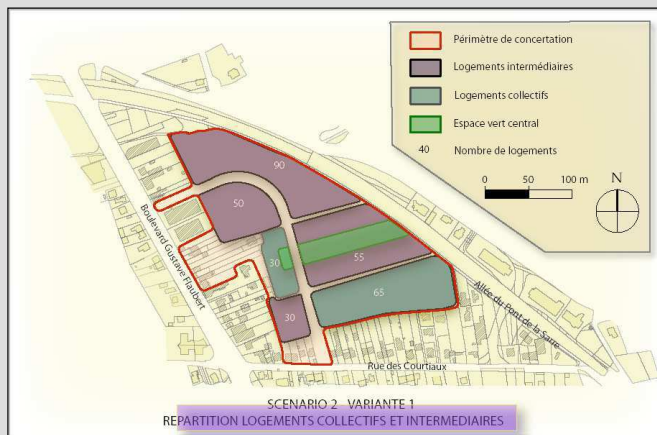 Périmètre de concertation
Logements intermédiaires
Logements collectifs
Espace vert central
40 Nombre de logements
0 50 100 m
N
90
50
30
55
65
30
Boulevard Gustave Flaubert
Allée du Pont de la Sarre
Rue des Courtiaux
SCENARIO 2 VARIANTE 1
REPARTITION LOGEMENTS COLLECTIFS ET INTERMEDIAIRES